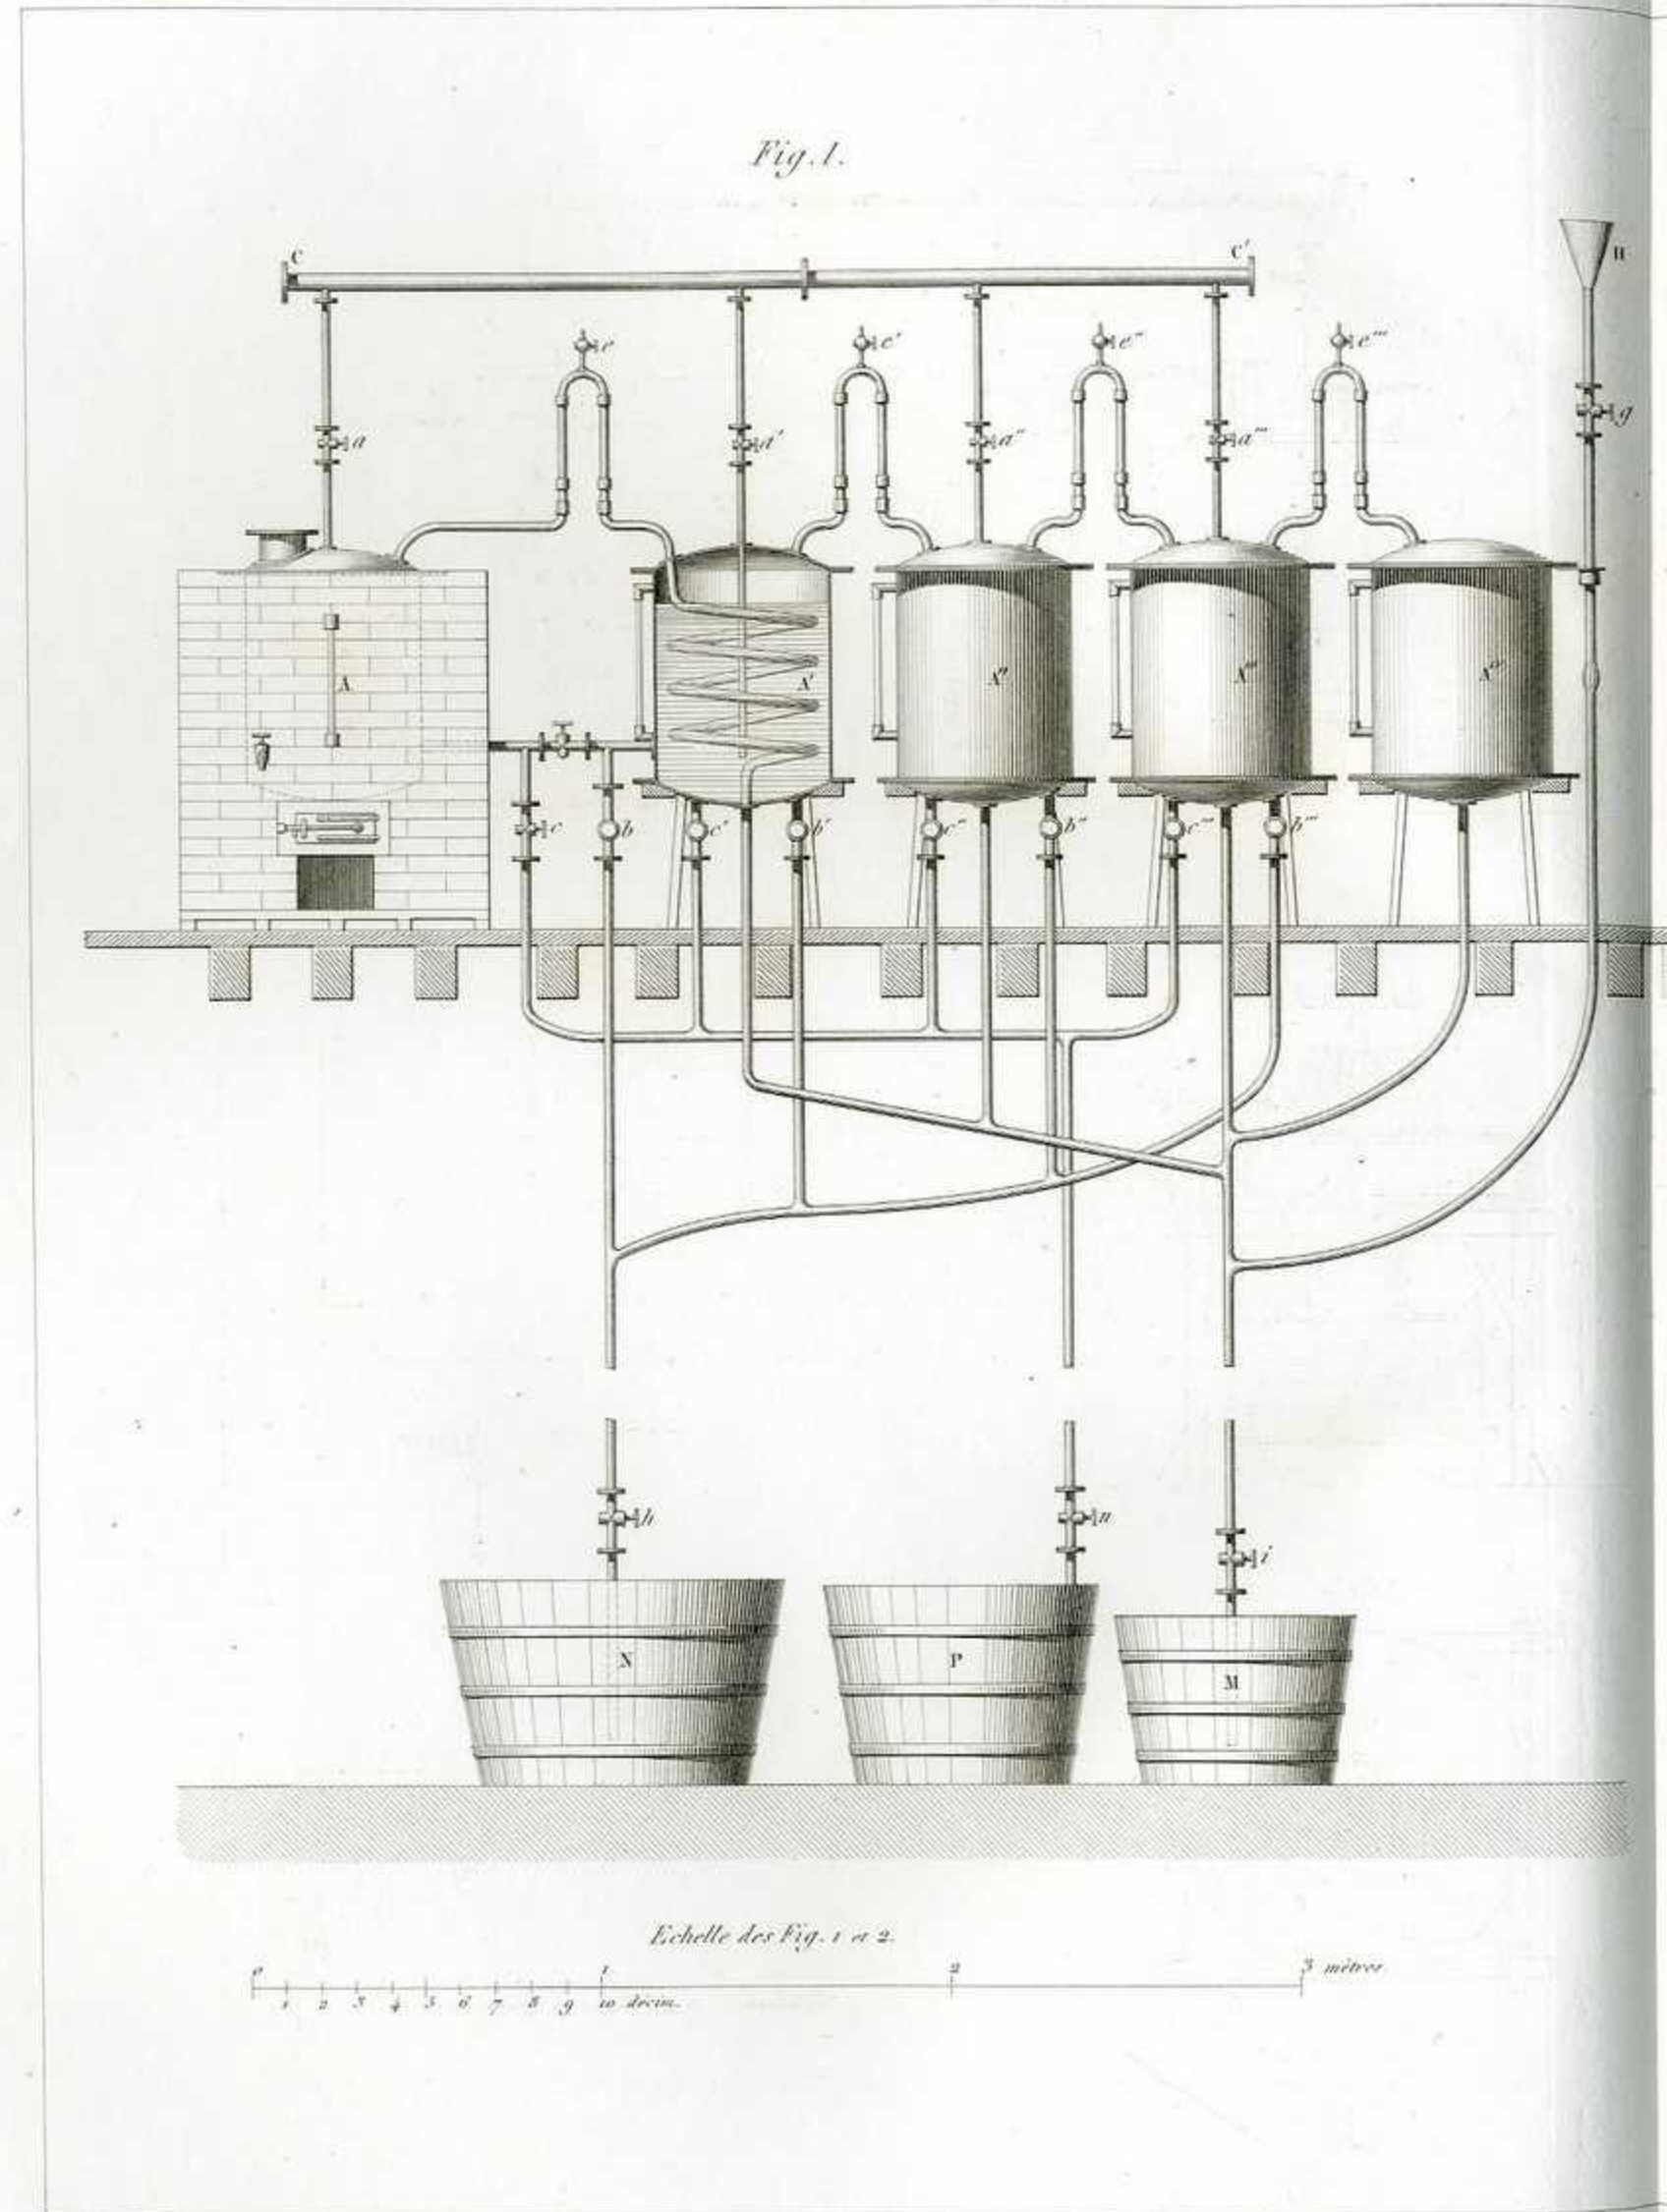 Fig. 1.
C C' H
e e' e'' e'''
a a' a'' a''' g
A A' A'' A''' A''''
c b c' b' c'' b'' c''' b'''
h n i
N P M
Echelle des Fig. 1 et 2.
0 1 2 3 mètres
1 2 3 4 5 6 7 8 9 10 décim.